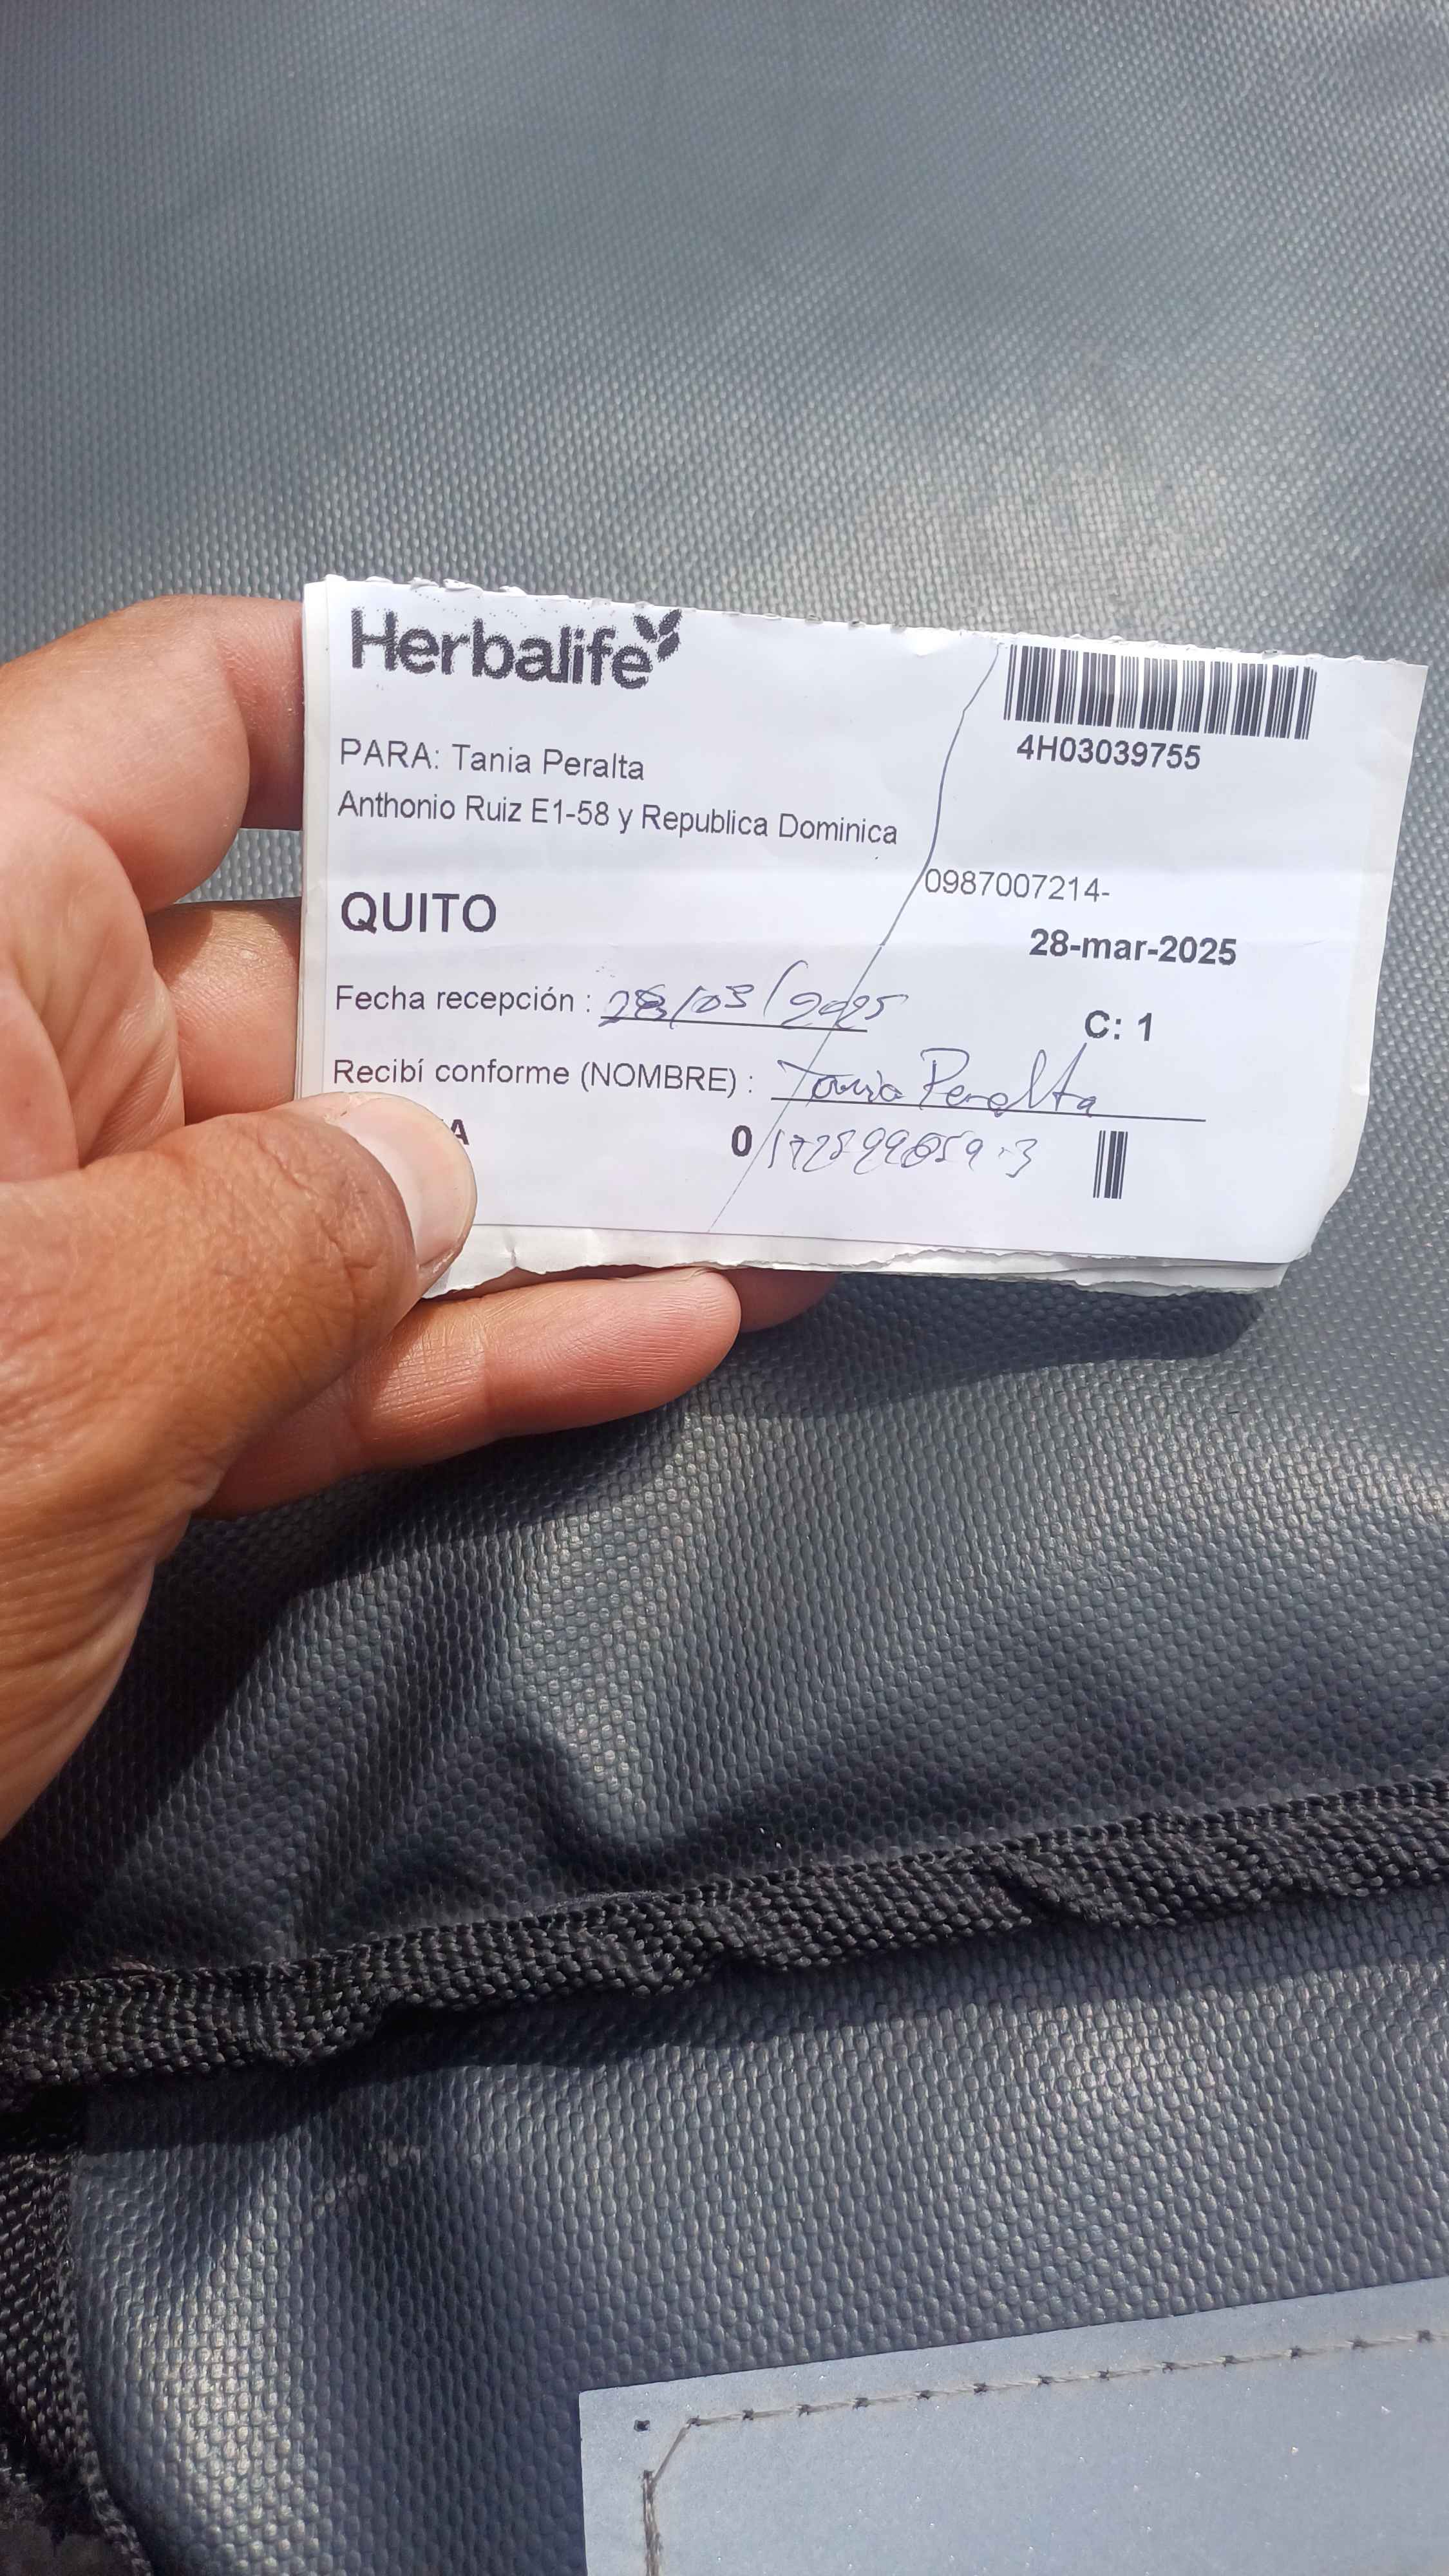 Herbalife
4H03039755
PARA: Tania Peralta
Anthonio Ruiz E1-58 y Republica Dominica
0987007214-
QUITO
28-mar-2025
Fecha recepción : 28/03/2025
C: 1
Recibí conforme (NOMBRE) : Tania Peralta
0